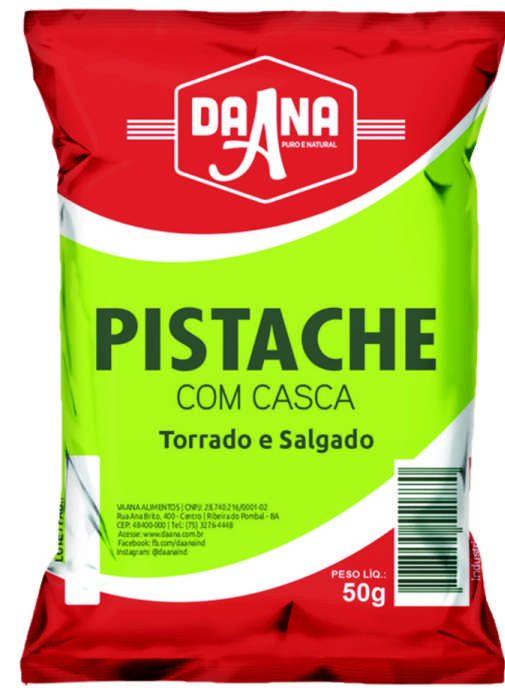 DAANA
PURO E NATURAL
PISTACHE
COM CASCA
Torrado e Salgado
VAANA ALIMENTOS | CNPJ: 28.740.216/0001-02
Rua Ana Brito, 400 - Centro | Ribeira do Pombal - BA
CEP: 48400-000 | Tel.: (75) 3276-4448
Acesse: www.daana.com.br
Facebook: fb.com/daanaind
Instagram: @daanaind
PESO LÍQ.:
50g